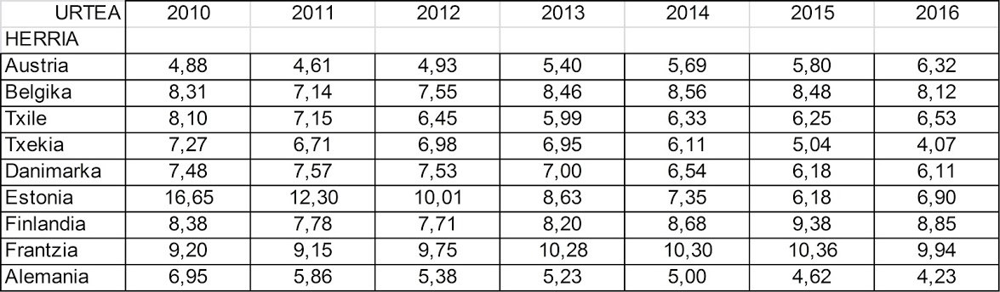 URTEA 2010 2011 2012 2013 2014 2015 2016
HERRIA
Austria 4,88 4,61 4,93 5,40 5,69 5,80 6,32
Belgika 8,31 7,14 7,55 8,46 8,56 8,48 8,12
Txile 8,10 7,15 6,45 5,99 6,33 6,25 6,53
Txekia 7,27 6,71 6,98 6,95 6,11 5,04 4,07
Danimarka 7,48 7,57 7,53 7,00 6,54 6,18 6,11
Estonia 16,65 12,30 10,01 8,63 7,35 6,18 6,90
Finlandia 8,38 7,78 7,71 8,20 8,68 9,38 8,85
Frantzia 9,20 9,15 9,75 10,28 10,30 10,36 9,94
Alemania 6,95 5,86 5,38 5,23 5,00 4,62 4,23